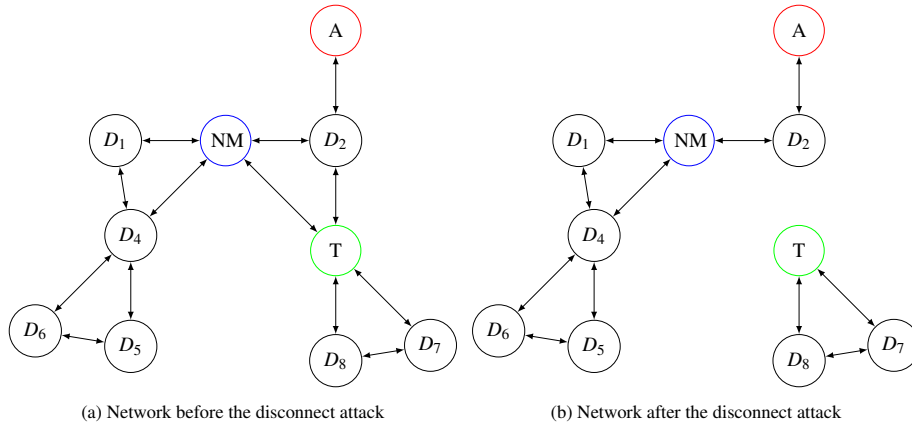 A
D₁
NM
D₂
D₄
T
D₆
D₅
D₈
D₇
(a) Network before the disconnect attack
A
D₁
NM
D₂
D₄
T
D₆
D₅
D₈
D₇
(b) Network after the disconnect attack